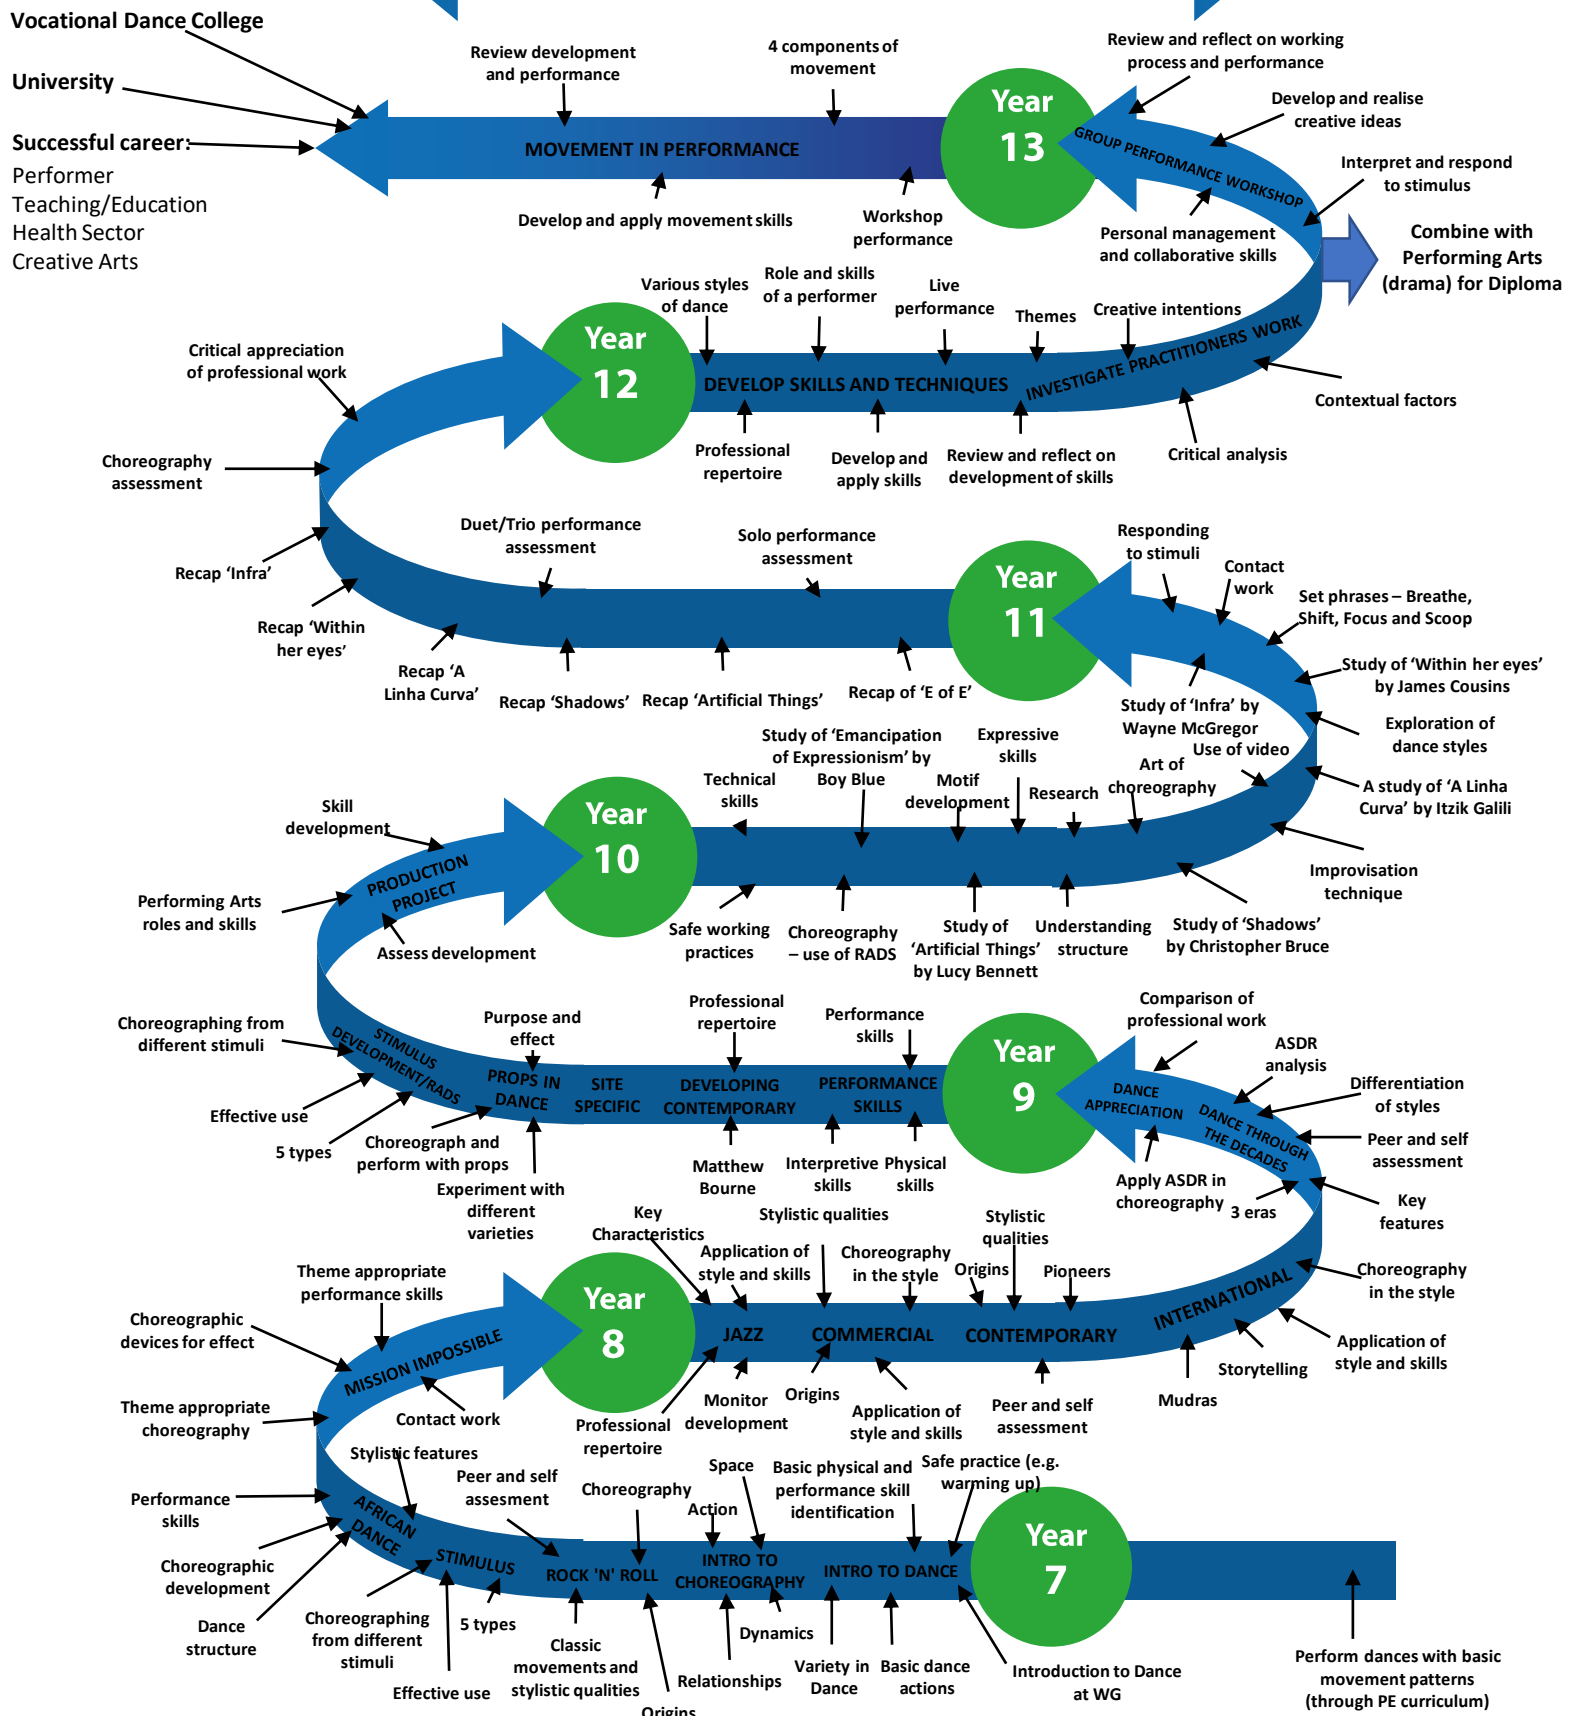 Vocational Dance College
University
Successful career:
Performer
Teaching/Education
Health Sector
Creative Arts
Review development
and performance
4 components of
movement
Review and reflect on working
process and performance
Develop and realise
creative ideas
Interpret and respond
to stimulus
MOVEMENT IN PERFORMANCE
Year
13
GROUP PERFORMANCE WORKSHOP
Develop and apply movement skills
Workshop
performance
Personal management
and collaborative skills
Combine with
Performing Arts
(drama) for Diploma
Critical appreciation
of professional work
Year
12
Various styles
of dance
Role and skills
of a performer
Live
performance
Themes
Creative intentions
DEVELOP SKILLS AND TECHNIQUES
INVESTIGATE PRACTITIONERS WORK
Contextual factors
Choreography
assessment
Professional
repertoire
Develop and
apply skills
Review and reflect on
development of skills
Critical analysis
Recap ‘Infra’
Duet/Trio performance
assessment
Solo performance
assessment
Year
11
Responding
to stimuli
Contact
work
Set phrases – Breathe,
Shift, Focus and Scoop
Recap ‘Within
her eyes’
Recap ‘A
Linha Curva’
Recap ‘Shadows’
Recap ‘Artificial Things’
Recap of ‘E of E’
Study of ‘Infra’ by
Wayne McGregor
Study of ‘Within her eyes’
by James Cousins
Exploration of
dance styles
Skill
development
Year
10
Technical
skills
Study of ‘Emancipation
of Expressionism’ by
Boy Blue
Motif
development
Expressive
skills
Research
Art of
choreography
Use of video
A study of ‘A Linha
Curva’ by Itzik Galili
PRODUCTION
PROJECT
Performing Arts
roles and skills
Assess development
Safe working
practices
Choreography
– use of RADS
Study of
‘Artificial Things’
by Lucy Bennett
Understanding
structure
Study of ‘Shadows’
by Christopher Bruce
Improvisation
technique
Choreographing from
different stimuli
Purpose and
effect
Professional
repertoire
Performance
skills
Year
9
Comparison of
professional work
ASDR
analysis
Differentiation
of styles
Peer and self
assessment
STIMULUS
DEVELOPMENT/RADS
PROPS IN
DANCE
SITE
SPECIFIC
DEVELOPING
CONTEMPORARY
PERFORMANCE
SKILLS
DANCE
APPRECIATION
DANCE THROUGH
THE DECADES
Effective use
5 types
Choreograph and
perform with props
Experiment with
different
varieties
Matthew
Bourne
Interpretive
skills
Physical
skills
Apply ASDR in
choreography
3 eras
Key
features
Theme appropriate
performance skills
Choreographic
devices for effect
Year
8
Key
Characteristics
Application of
style and skills
Stylistic qualities
Choreography
in the style
Origins
Stylistic
qualities
Pioneers
Choreography
in the style
MISSION IMPOSSIBLE
JAZZ
COMMERCIAL
CONTEMPORARY
INTERNATIONAL
Theme appropriate
choreography
Contact work
Professional
repertoire
Monitor
development
Origins
Application of
style and skills
Peer and self
assessment
Mudras
Storytelling
Application of
style and skills
Stylistic features
Performance
skills
Peer and self
assesment
Choreography
Action
Space
Basic physical and
performance skill
identification
Safe practice (e.g.
warming up)
Year
7
AFRICAN
DANCE
STIMULUS
ROCK 'N' ROLL
INTRO TO
CHOREOGRAPHY
INTRO TO DANCE
Choreographic
development
Dance
structure
Choreographing
from different
stimuli
Effective use
5 types
Classic
movements and
stylistic qualities
Origins
Relationships
Dynamics
Variety in
Dance
Basic dance
actions
Introduction to Dance
at WG
Perform dances with basic
movement patterns
(through PE curriculum)